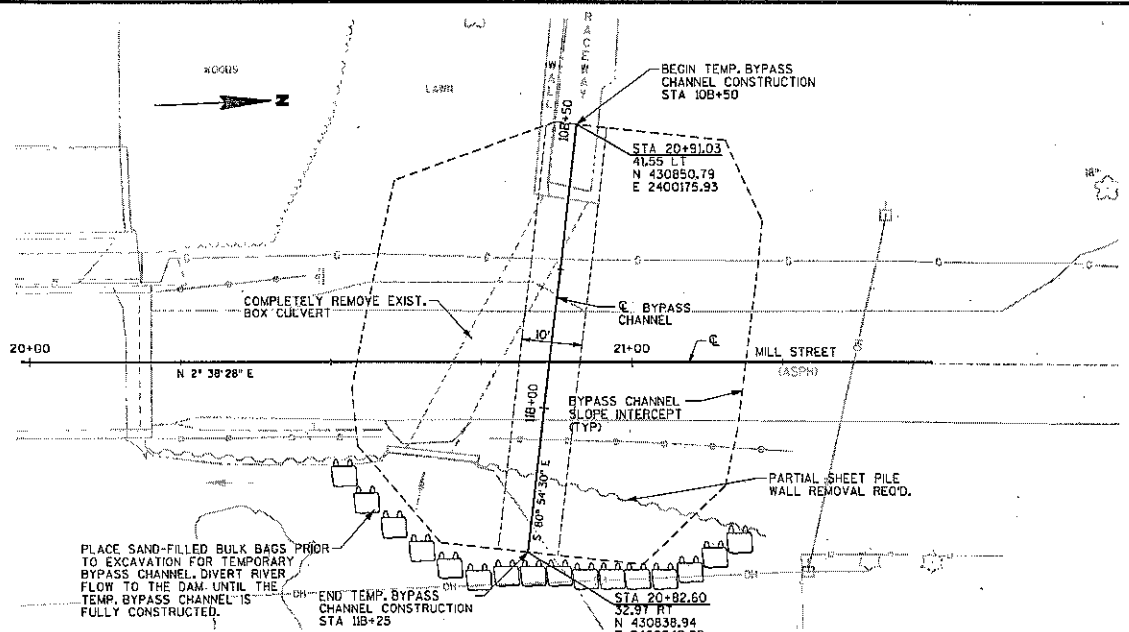 WOODS
LAWN
WALL
RACEWAY
N
BEGIN TEMP. BYPASS
CHANNEL CONSTRUCTION
STA 10B+50
10B+50
STA 20+91.03
41.55 LT
N 430850.79
E 2400175.93
18"
G
G
G
G
G
G
COMPLETELY REMOVE EXIST.
BOX CULVERT
℄ BYPASS
CHANNEL
10'
20+00
21+00
℄
MILL STREET
(ASPH)
N 2° 38' 28" E
11B+00
BYPASS CHANNEL
SLOPE INTERCEPT
(TYP)
S 80° 54' 30" E
PARTIAL SHEET PILE
WALL REMOVAL REQ'D.
PLACE SAND-FILLED BULK BAGS PRIOR
TO EXCAVATION FOR TEMPORARY
BYPASS CHANNEL. DIVERT RIVER
FLOW TO THE DAM UNTIL THE
TEMP. BYPASS CHANNEL IS
FULLY CONSTRUCTED.
OH
OH
OH
END TEMP. BYPASS
CHANNEL CONSTRUCTION
STA 11B+25
STA 20+82.60
32.97 RT
N 430838.94